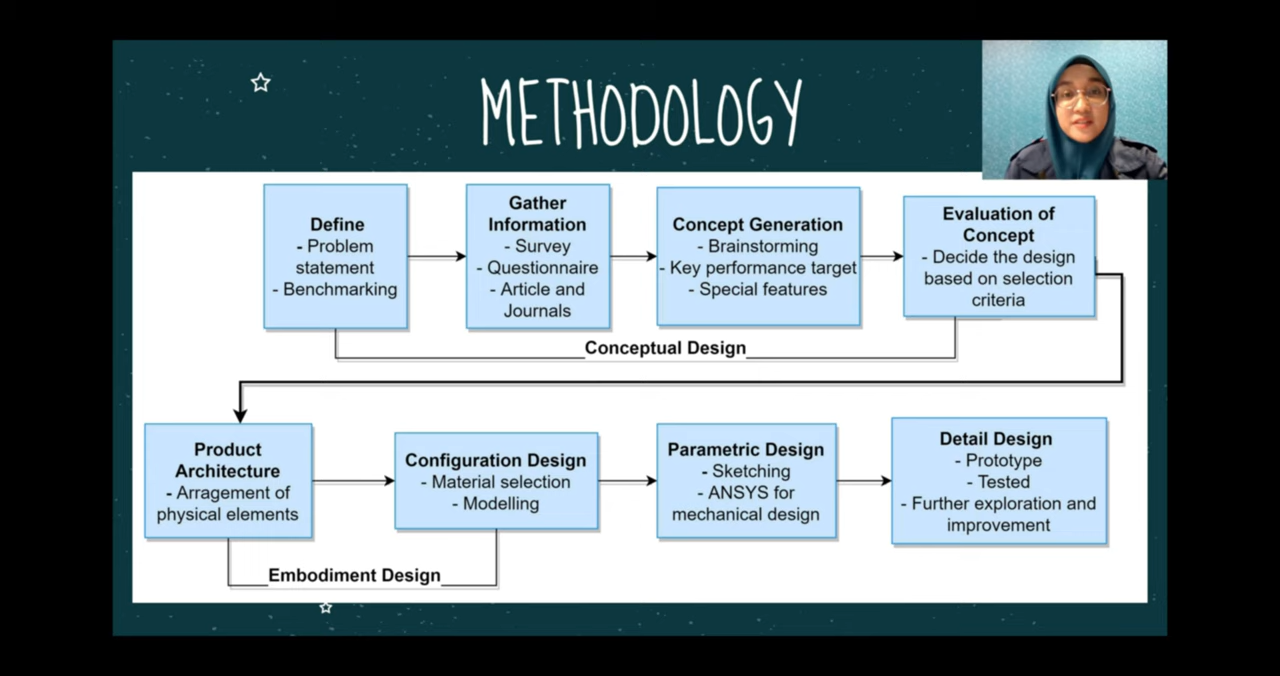 METHODOLOGY
Define
- Problem
statement
- Benchmarking
Gather
Information
- Survey
- Questionnaire
- Article and
Journals
Concept Generation
- Brainstorming
- Key performance target
- Special features
Evaluation of
Concept
- Decide the design
based on selection
criteria
Conceptual Design
Product
Architecture
- Arragement of
physical elements
Configuration Design
- Material selection
- Modelling
Parametric Design
- Sketching
- ANSYS for
mechanical design
Detail Design
- Prototype
- Tested
- Further exploration and
improvement
Embodiment Design